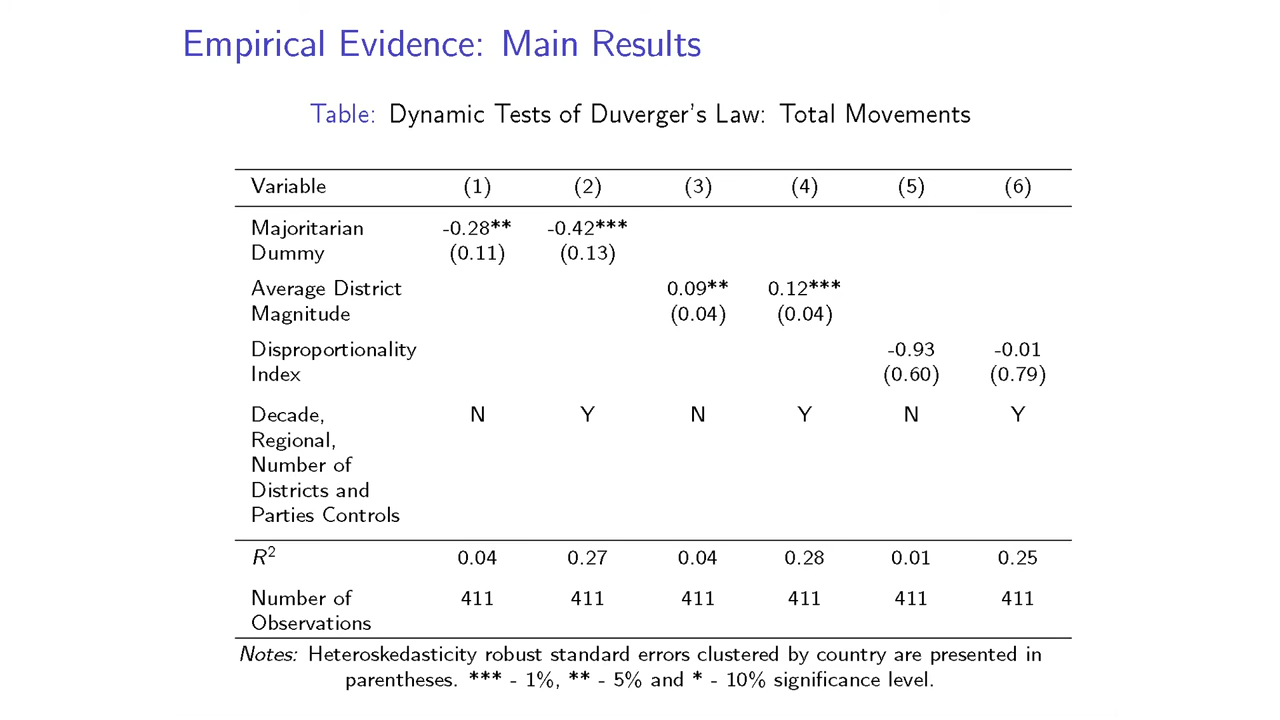 Empirical Evidence: Main Results
Table: Dynamic Tests of Duverger's Law: Total Movements
Variable (1) (2) (3) (4) (5) (6)
Majoritarian -0.28** -0.42***
Dummy (0.11) (0.13)
Average District 0.09** 0.12***
Magnitude (0.04) (0.04)
Disproportionality -0.93 -0.01
Index (0.60) (0.79)
Decade, N Y N Y N Y
Regional,
Number of
Districts and
Parties Controls
R² 0.04 0.27 0.04 0.28 0.01 0.25
Number of 411 411 411 411 411 411
Observations
Notes: Heteroskedasticity robust standard errors clustered by country are presented in
parentheses. *** - 1%, ** - 5% and * - 10% significance level.